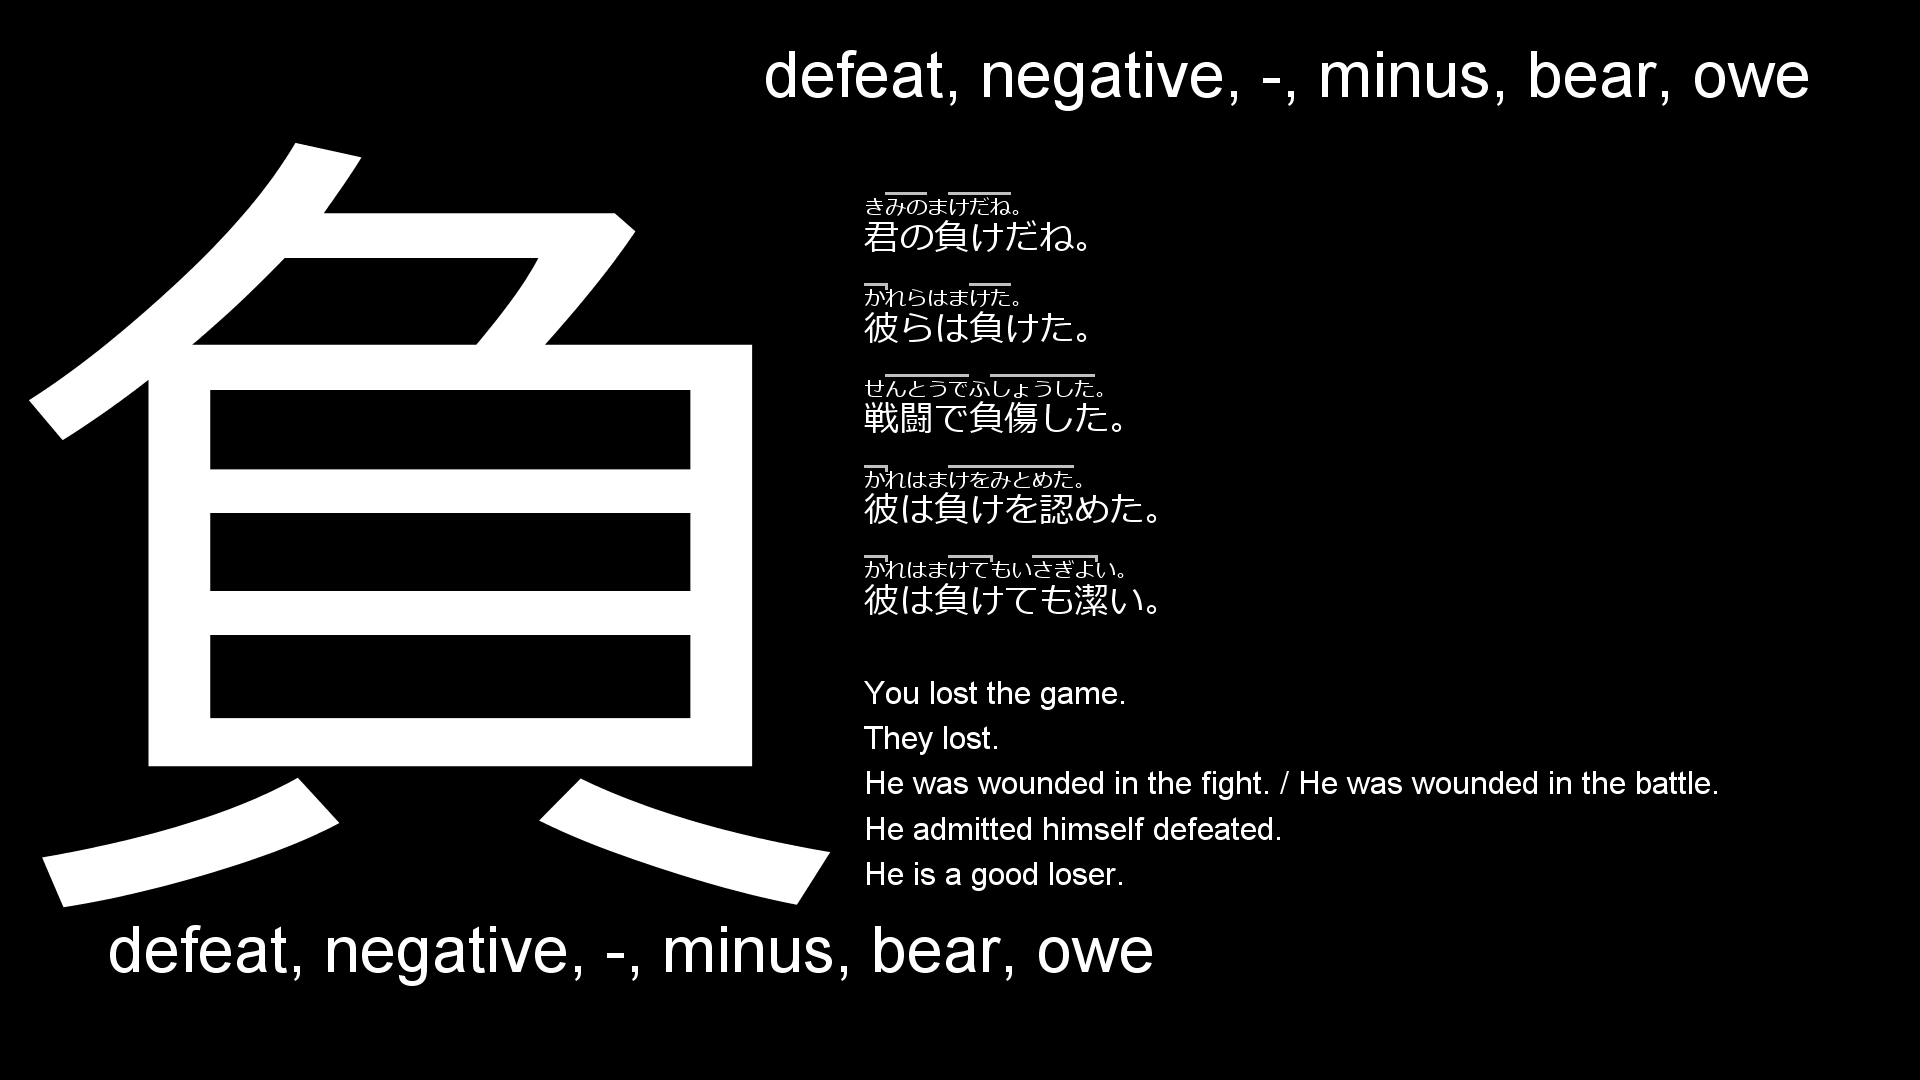 defeat, negative, -, minus, bear, owe
負
きみのまけだね。
君の負けだね。
かれらはまけた。
彼らは負けた。
せんとうでふしょうした。
戦闘で負傷した。
かれはまけをみとめた。
彼は負けを認めた。
かれはまけてもいさぎよい。
彼は負けても潔い。
You lost the game.
They lost.
He was wounded in the fight. / He was wounded in the battle.
He admitted himself defeated.
He is a good loser.
defeat, negative, -, minus, bear, owe